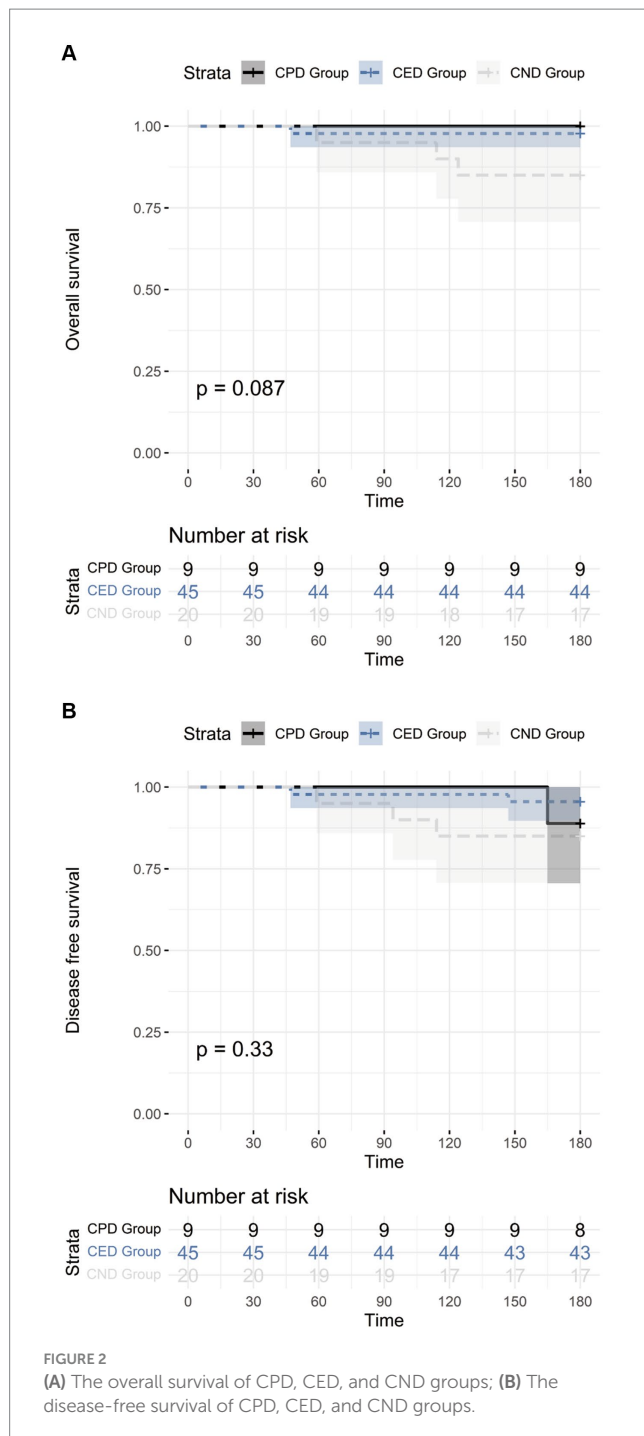 A
Strata CPD Group CED Group CND Group
1.00
0.75
0.50
0.25
0.00
Overall survival
p = 0.087
0 30 60 90 120 150 180
Time
Number at risk
Strata
CPD Group 9 9 9 9 9 9 9
CED Group 45 45 44 44 44 44 44
CND Group 20 20 19 19 18 17 17
0 30 60 90 120 150 180
B
Strata CPD Group CED Group CND Group
1.00
0.75
0.50
0.25
0.00
Disease free survival
p = 0.33
0 30 60 90 120 150 180
Time
Number at risk
Strata
CPD Group 9 9 9 9 9 9 8
CED Group 45 45 44 44 44 43 43
CND Group 20 20 19 19 17 17 17
0 30 60 90 120 150 180
Time
FIGURE 2
(A) The overall survival of CPD, CED, and CND groups; (B) The
disease-free survival of CPD, CED, and CND groups.